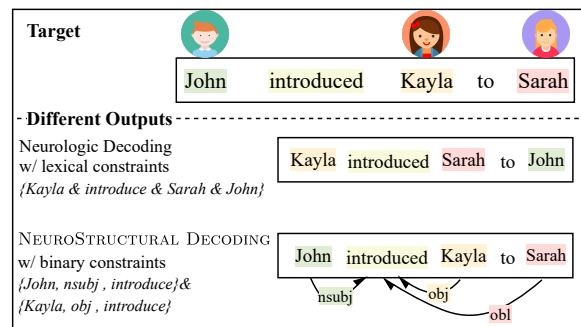 Target
John introduced Kayla to Sarah
Different Outputs
Neurologic Decoding
w/ lexical constraints
{Kayla & introduce & Sarah & John}
Kayla introduced Sarah to John
NEUROSTRUCTURAL DECODING
w/ binary constraints
{John, nsubj , introduce}&
{Kayla, obj , introduce}
John introduced Kayla to Sarah
nsubj obj
obl